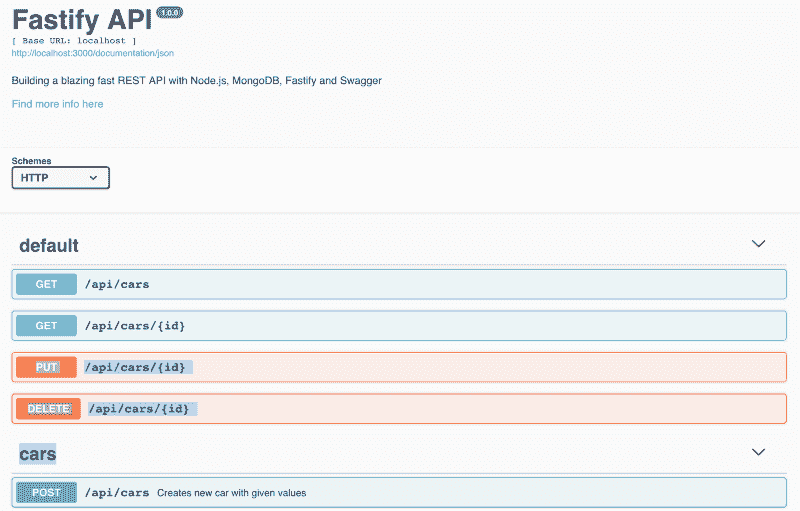 Fastify API 1.0.0
[ Base URL: localhost ]
http://localhost:3000/documentation/json
Building a blazing fast REST API with Node.js, MongoDB, Fastify and Swagger
Find more info here
Schemes
HTTP
default
GET /api/cars
GET /api/cars/{id}
PUT /api/cars/{id}
DELETE /api/cars/{id}
cars
POST /api/cars Creates new car with given values